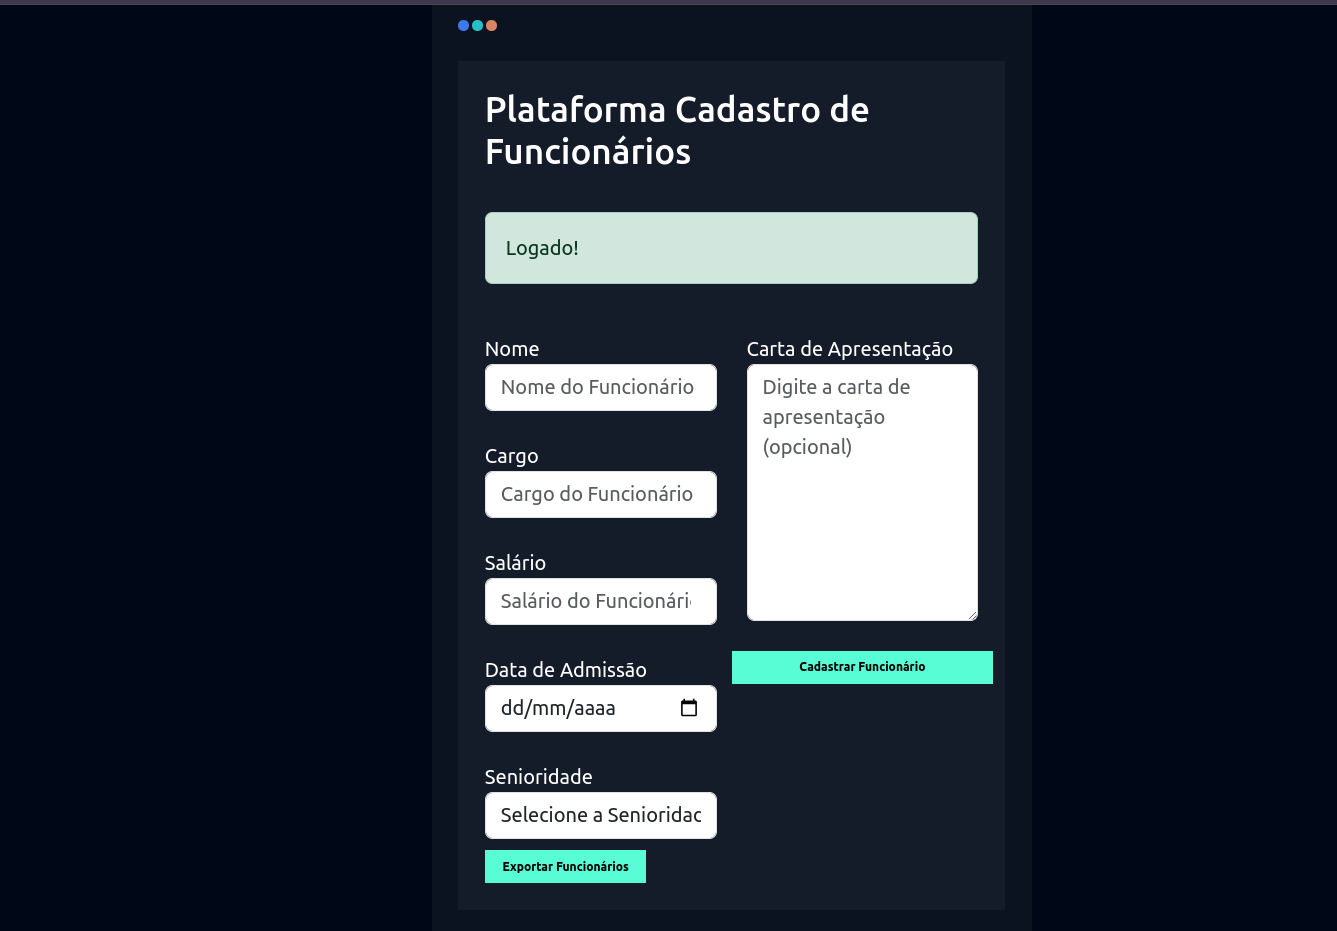 Plataforma Cadastro de
Funcionários
Logado!
Nome
Nome do Funcionário
Cargo
Cargo do Funcionário
Salário
Salário do Funcionári
Data de Admissão
dd/mm/aaaa
Senioridade
Selecione a Senioridad
Exportar Funcionários
Carta de Apresentação
Digite a carta de
apresentação
(opcional)
Cadastrar Funcionário